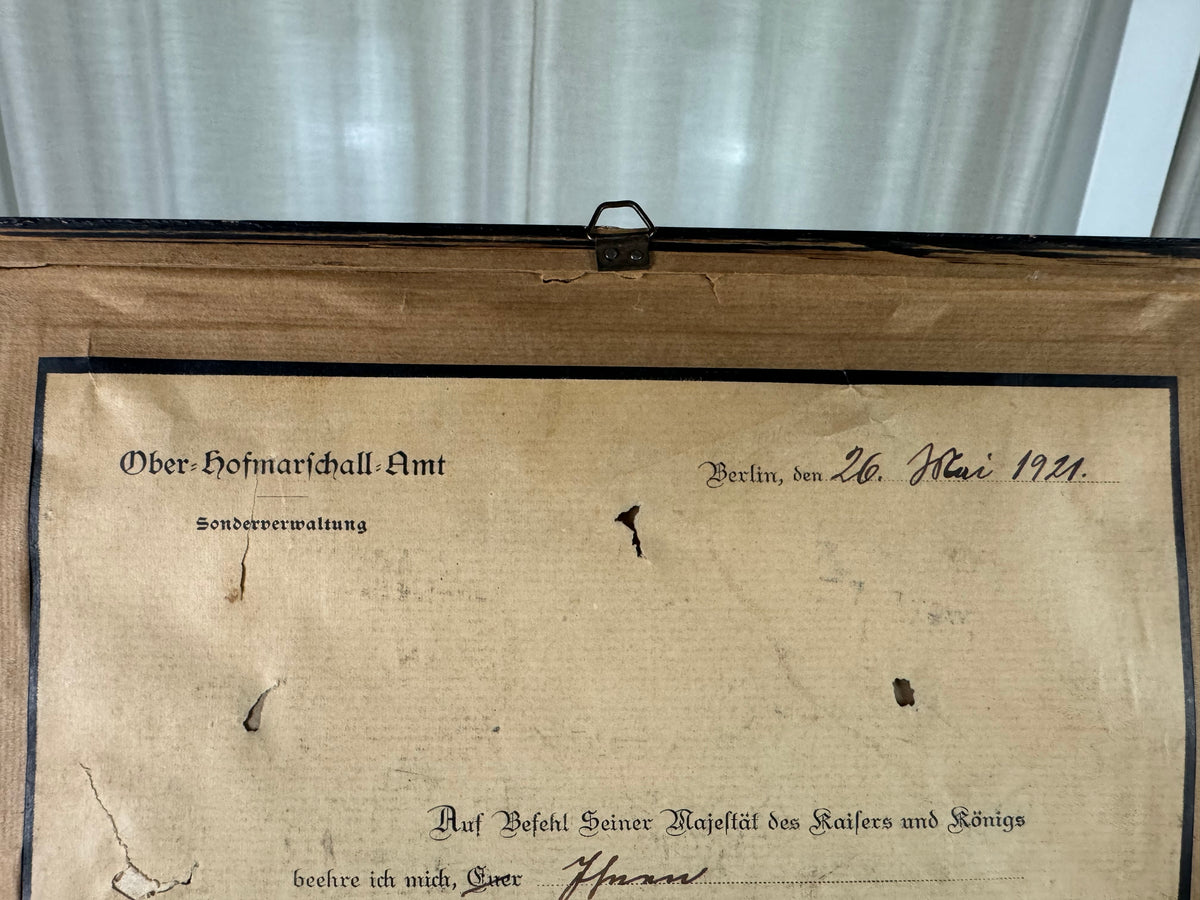 Ober-Hofmarschall-Amt
Berlin, den 26. Mai 1921.
Sonderverwaltung
Auf Befehl Seiner Majestät des Kaisers und Königs
beehre ich mich, Euer Ihnen